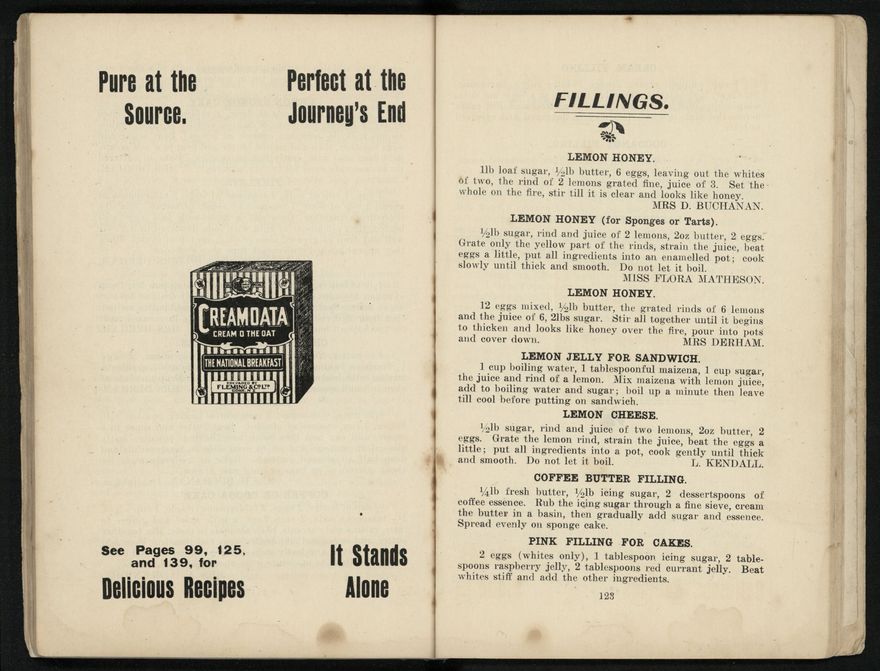 Pure at the
Source.
Perfect at the
Journey's End
CREAMOATA
CREAM O THE OAT
THE NATIONAL BREAKFAST
FLEMING & Co. LTD
See Pages 99, 125,
and 139, for
Delicious Recipes
It Stands
Alone
FILLINGS.
LEMON HONEY.
1lb loaf sugar, ½lb butter, 6 eggs, leaving out the whites
of two, the rind of 2 lemons grated fine, juice of 3. Set the
whole on the fire, stir till it is clear and looks like honey.
MRS D. BUCHANAN.
LEMON HONEY (for Sponges or Tarts).
½lb sugar, rind and juice of 2 lemons, 2oz butter, 2 eggs.
Grate only the yellow part of the rinds, strain the juice, beat
eggs a little, put all ingredients into an enamelled pot; cook
slowly until thick and smooth. Do not let it boil.
MISS FLORA MATHESON.
LEMON HONEY.
12 eggs mixed, ½lb butter, the grated rinds of 6 lemons
and the juice of 6, 2lbs sugar. Stir all together until it begins
to thicken and looks like honey over the fire, pour into pots
and cover down. MRS DERHAM.
LEMON JELLY FOR SANDWICH.
1 cup boiling water, 1 tablespoonful maizena, 1 cup sugar,
the juice and rind of a lemon. Mix maizena with lemon juice,
add to boiling water and sugar; boil up a minute then leave
till cool before putting on sandwich.
LEMON CHEESE.
½lb sugar, rind and juice of two lemons, 2oz butter, 2
eggs. Grate the lemon rind, strain the juice, beat the eggs a
little; put all ingredients into a pot, cook gently until thick
and smooth. Do not let it boil. L. KENDALL.
COFFEE BUTTER FILLING.
¼lb fresh butter, ½lb icing sugar, 2 dessertspoons of
coffee essence. Rub the icing sugar through a fine sieve, cream
the butter in a basin, then gradually add sugar and essence.
Spread evenly on sponge cake.
PINK FILLING FOR CAKES.
2 eggs (whites only), 1 tablespoon icing sugar, 2 table-
spoons raspberry jelly, 2 tablespoons red currant jelly. Beat
whites stiff and add the other ingredients.
123